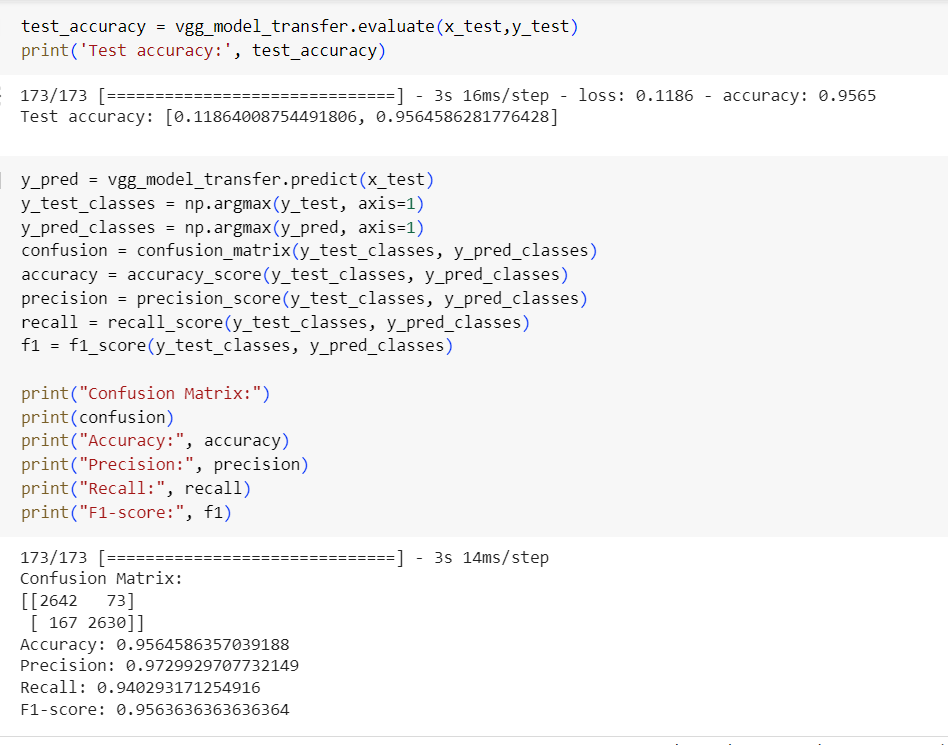 test_accuracy = vgg_model_transfer.evaluate(x_test,y_test)
print('Test accuracy:', test_accuracy)
173/173 [==============================] - 3s 16ms/step - loss: 0.1186 - accuracy: 0.9565
Test accuracy: [0.11864008754491806, 0.9564586281776428]
y_pred = vgg_model_transfer.predict(x_test)
y_test_classes = np.argmax(y_test, axis=1)
y_pred_classes = np.argmax(y_pred, axis=1)
confusion = confusion_matrix(y_test_classes, y_pred_classes)
accuracy = accuracy_score(y_test_classes, y_pred_classes)
precision = precision_score(y_test_classes, y_pred_classes)
recall = recall_score(y_test_classes, y_pred_classes)
f1 = f1_score(y_test_classes, y_pred_classes)
print("Confusion Matrix:")
print(confusion)
print("Accuracy:", accuracy)
print("Precision:", precision)
print("Recall:", recall)
print("F1-score:", f1)
173/173 [==============================] - 3s 14ms/step
Confusion Matrix:
[[2642   73]
 [ 167 2630]]
Accuracy: 0.9564586357039188
Precision: 0.9729929707732149
Recall: 0.940293171254916
F1-score: 0.9563636363636364